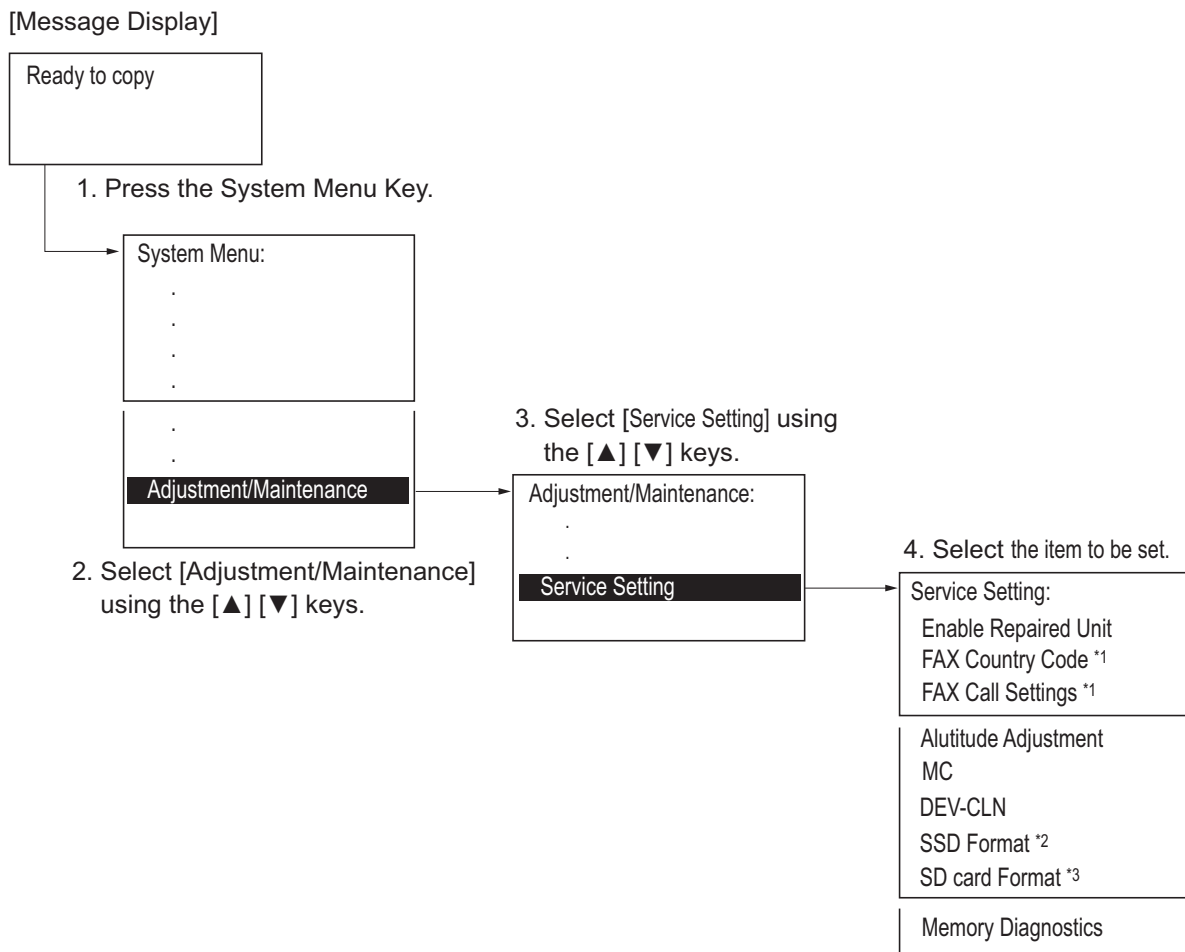 [Message Display]
Ready to copy
1. Press the System Menu Key.
System Menu:
.
.
.
.
.
.
Adjustment/Maintenance
2. Select [Adjustment/Maintenance]
using the [▲] [▼] keys.
3. Select [Service Setting] using
the [▲] [▼] keys.
Adjustment/Maintenance:
.
.
Service Setting
4. Select the item to be set.
Service Setting:
Enable Repaired Unit
FAX Country Code *1
FAX Call Settings *1
Alutitude Adjustment
MC
DEV-CLN
SSD Format *2
SD card Format *3
Memory Diagnostics